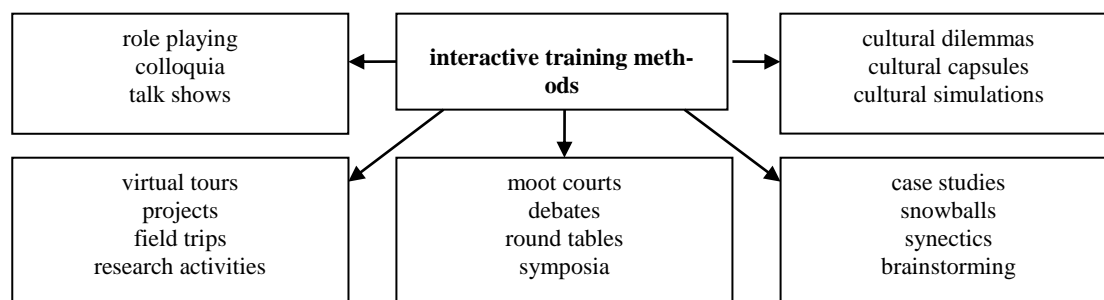 role playing
colloquia
talk shows
interactive training meth-
ods
cultural dilemmas
cultural capsules
cultural simulations
virtual tours
projects
field trips
research activities
moot courts
debates
round tables
symposia
case studies
snowballs
synectics
brainstorming